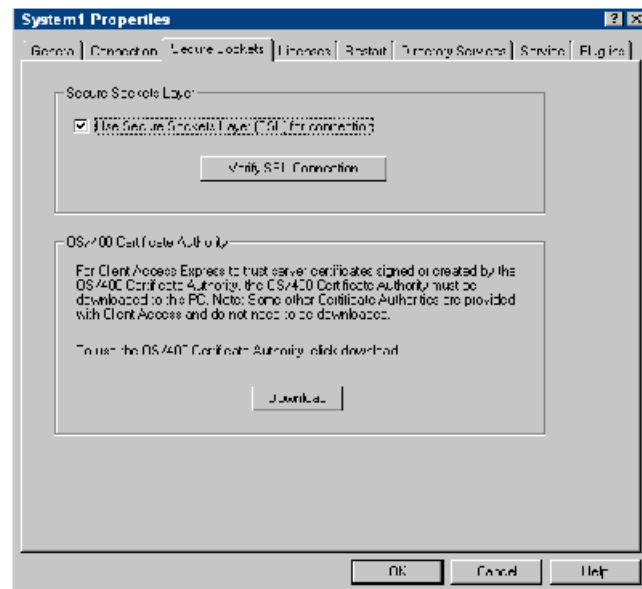 System1 Properties
General Connection Secure Sockets Licenses Restart Directory Services Service Plug-ins
Secure Sockets Layer
Use Secure Sockets Layer (SSL) for connection
Verify SSL Connection
OS/400 Certificate Authority
For Client Access Express to trust server certificates signed or created by the
OS/400 Certificate Authority, the OS/400 Certificate Authority must be
downloaded to this PC. Note: Some other Certificate Authorities are provided
with Client Access and do not need to be downloaded.
To use the OS/400 Certificate Authority, click download.
Download
OK Cancel Help